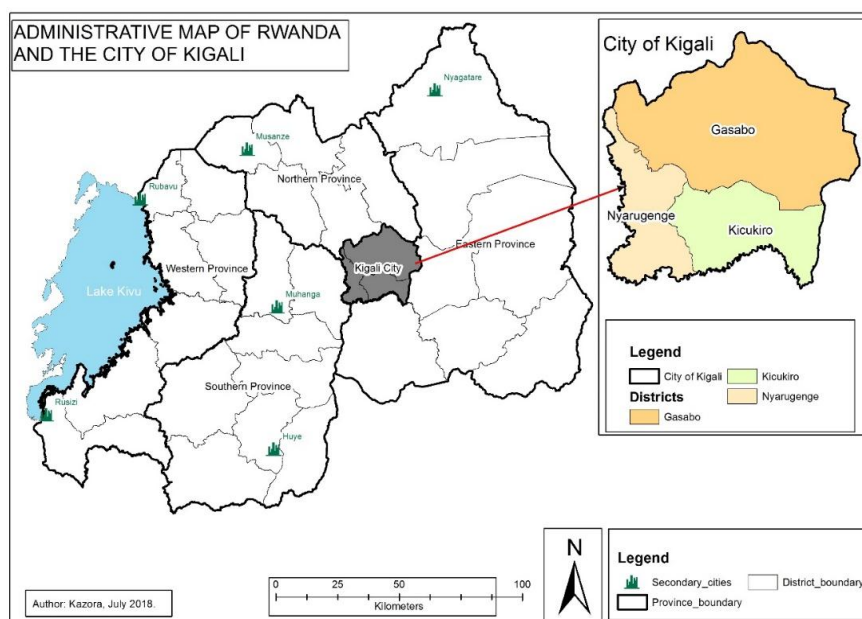 ADMINISTRATIVE MAP OF RWANDA
AND THE CITY OF KIGALI
Nyagatare
Musanze
Northern Province
Rubavu
Eastern Province
Western Province
Kigali City
Lake Kivu
Muhanga
Southern Province
Rusizi
Huye
City of Kigali
Gasabo
Nyarugenge
Kicukiro
Legend
City of Kigali
Kicukiro
Districts
Nyarugenge
Gasabo
Author: Kazora, July 2018.
0 25 50 100
Kilometers
N
Legend
Secondary_cities
District_boundary
Province_boundary